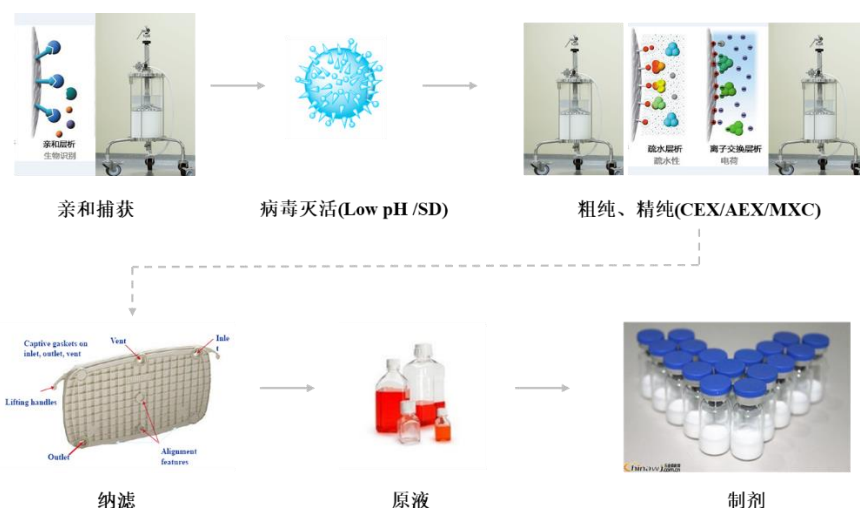 亲和层析
生物识别
疏水层析
疏水性
离子交换层析
电荷
亲和捕获
病毒灭活(Low pH /SD)
粗纯、精纯(CEX/AEX/MXC)
Captive gaskets on
inlet, outlet, vent
Vent
Inle
t
Lifting handles
Outlet
Alignment
features
纳滤
原液
制剂